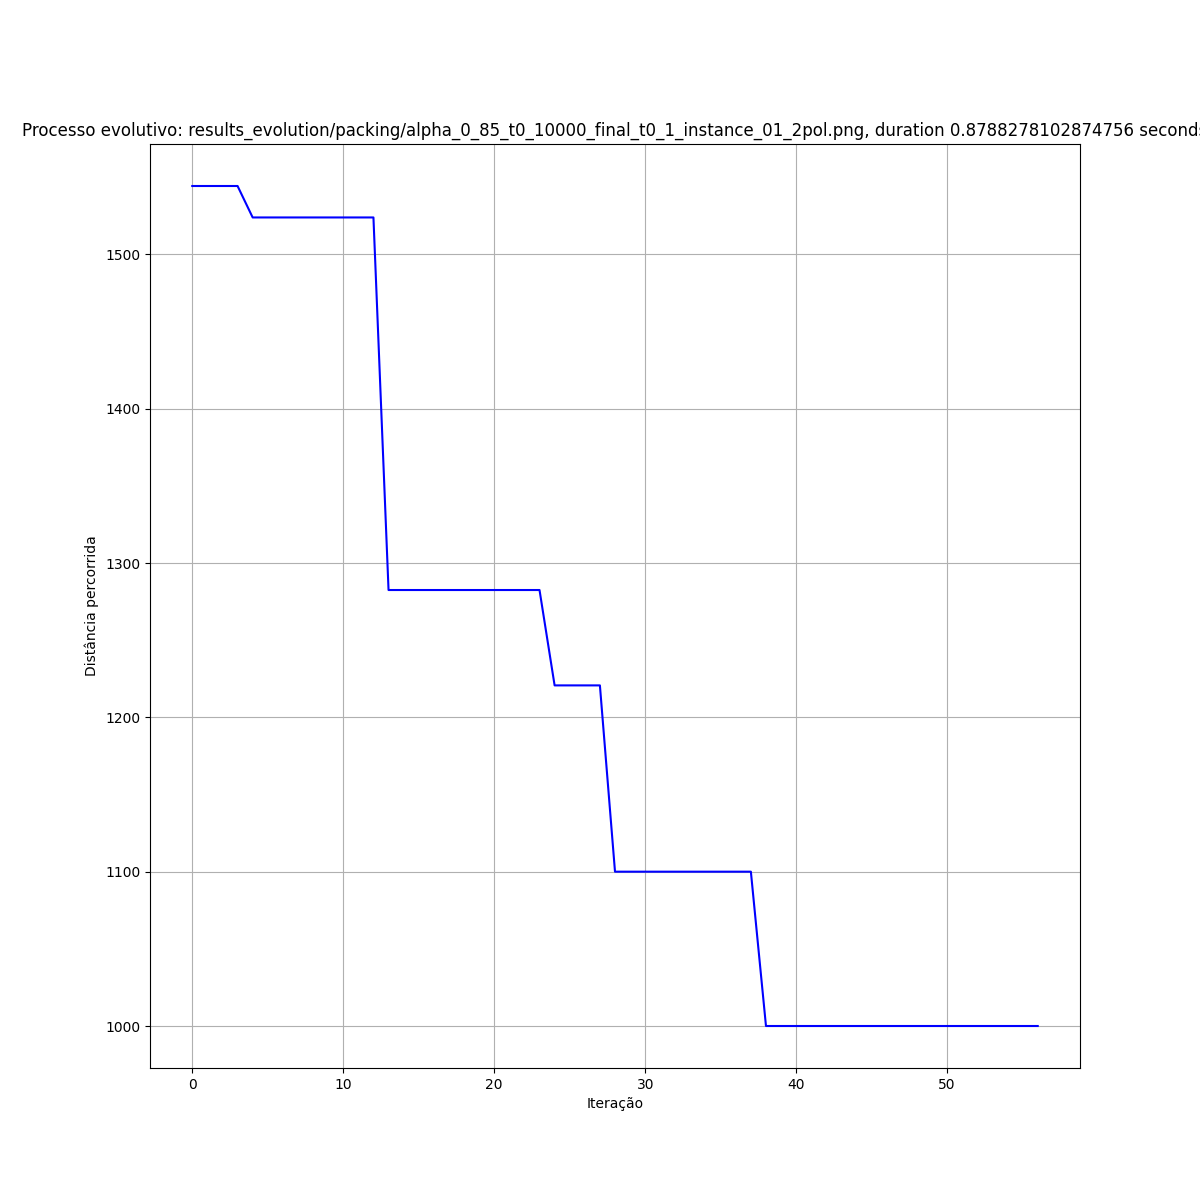 Processo evolutivo: results_evolution/packing/alpha_0_85_t0_10000_final_t0_1_instance_01_2pol.png, duration 0.8788278102874756 second
1500
1400
1300
1200
1100
1000
Distância percorrida
0 10 20 30 40 50
Iteração